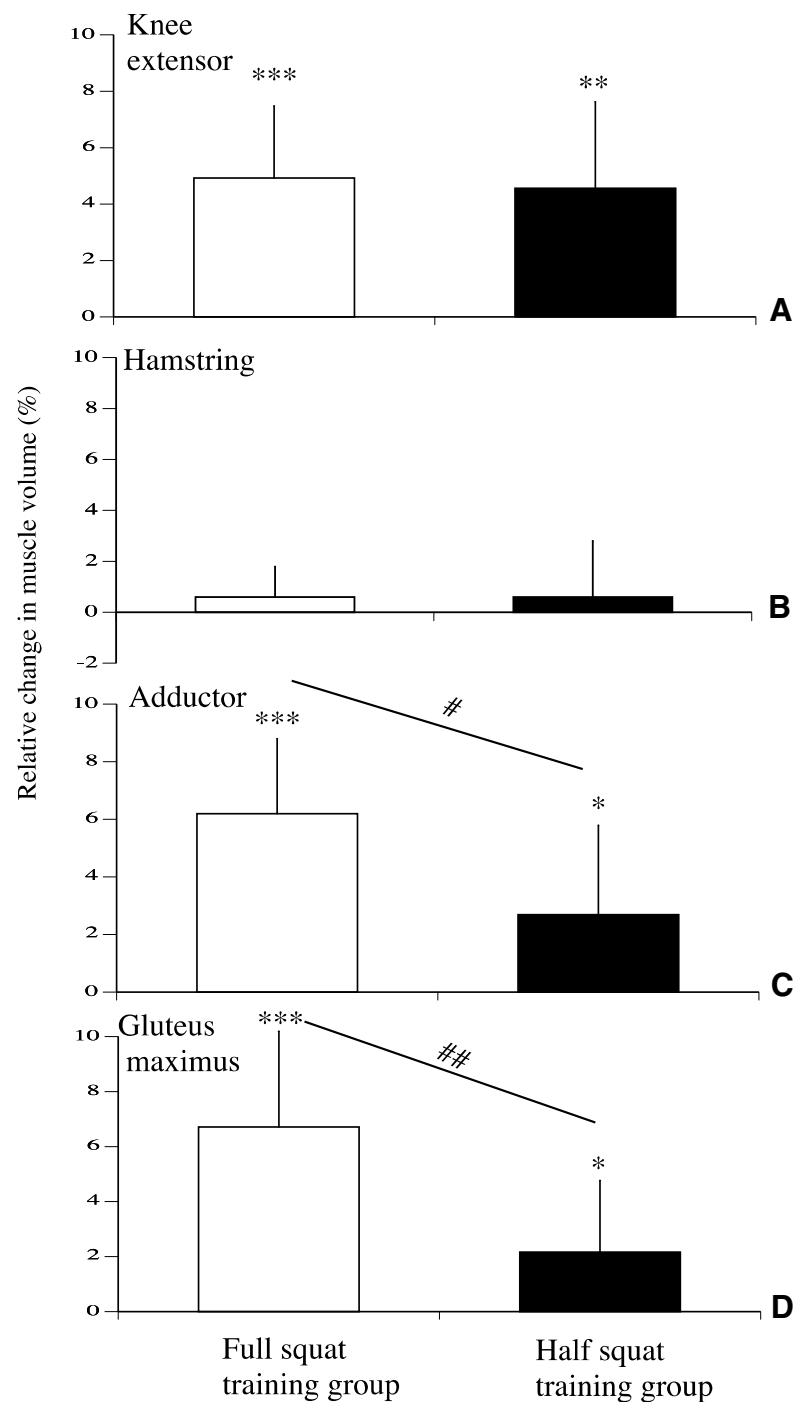 Relative change in muscle volume (%)
Knee
extensor
***
**
10
8
6
4
2
0
A
Hamstring
10
8
6
4
2
0
-2
B
Adductor
***
#
*
10
8
6
4
2
0
C
Gluteus
maximus
***
##
*
10
8
6
4
2
0
D
Full squat
training group
Half squat
training group